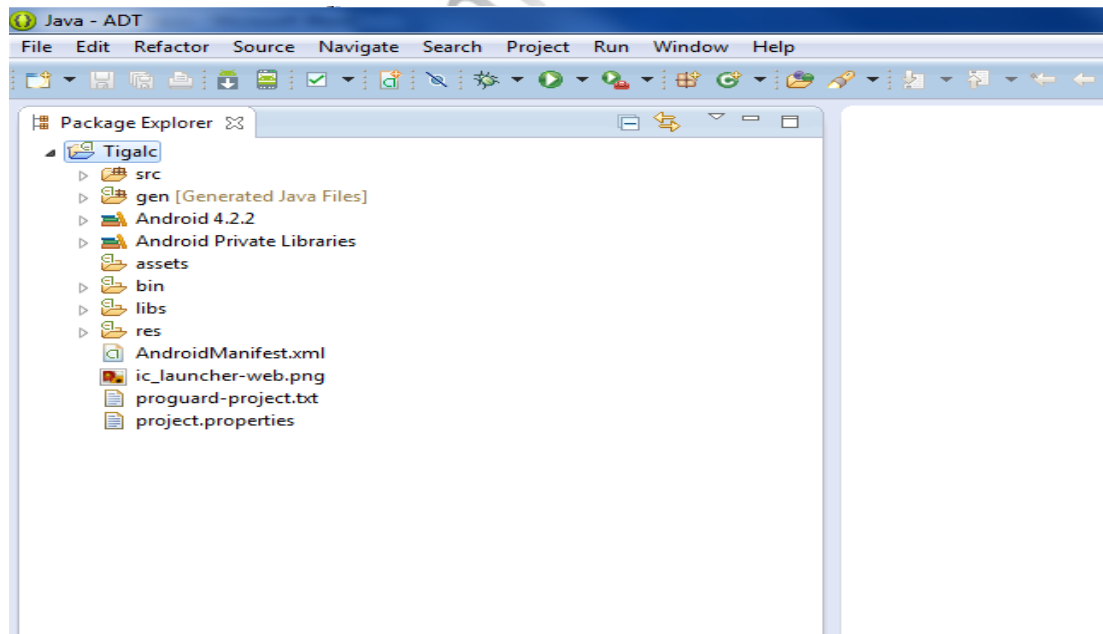 Java - ADT
File Edit Refactor Source Navigate Search Project Run Window Help
Package Explorer
Tigalc
src
gen [Generated Java Files]
Android 4.2.2
Android Private Libraries
assets
bin
libs
res
AndroidManifest.xml
ic_launcher-web.png
proguard-project.txt
project.properties